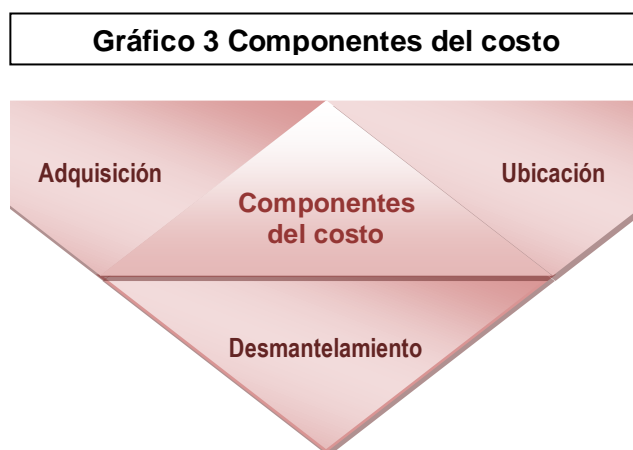 Gráfico 3 Componentes del costo
Adquisición
Ubicación
Componentes
del costo
Desmantelamiento